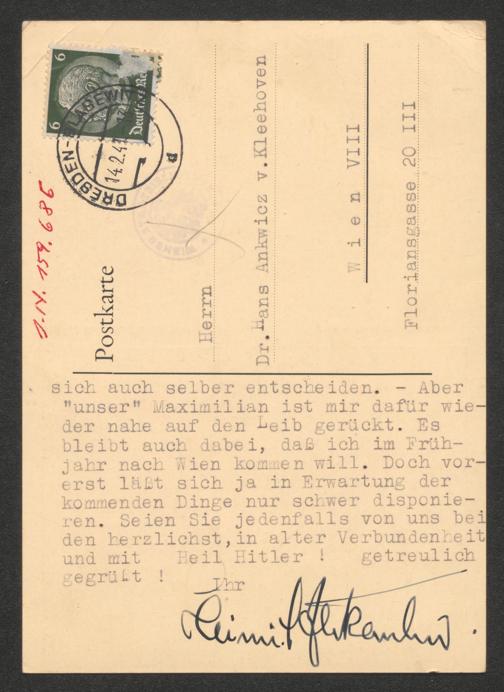 6
6
Deutsches Re
DRESDEN-BLASEWITZ
14.2.41
d
J.N. 159.686
Postkarte
Herrn
Dr. Hans Ankwicz v. Kleehoven
Wien VIII
Floriansgasse 20 III
sich auch selber entscheiden. - Aber
"unser" Maximilian ist mir dafür wie-
der nahe auf den Leib gerückt. Es
bleibt auch dabei, daß ich im Früh-
jahr nach Wien kommen will. Doch vor-
erst läßt sich ja in Erwartung der
kommenden Dinge nur schwer disponie-
ren. Seien Sie jedenfalls von uns bei
den herzlichst, in alter Verbundenheit
und mit Heil Hitler ! getreulich
gegrüßt !
Ihr